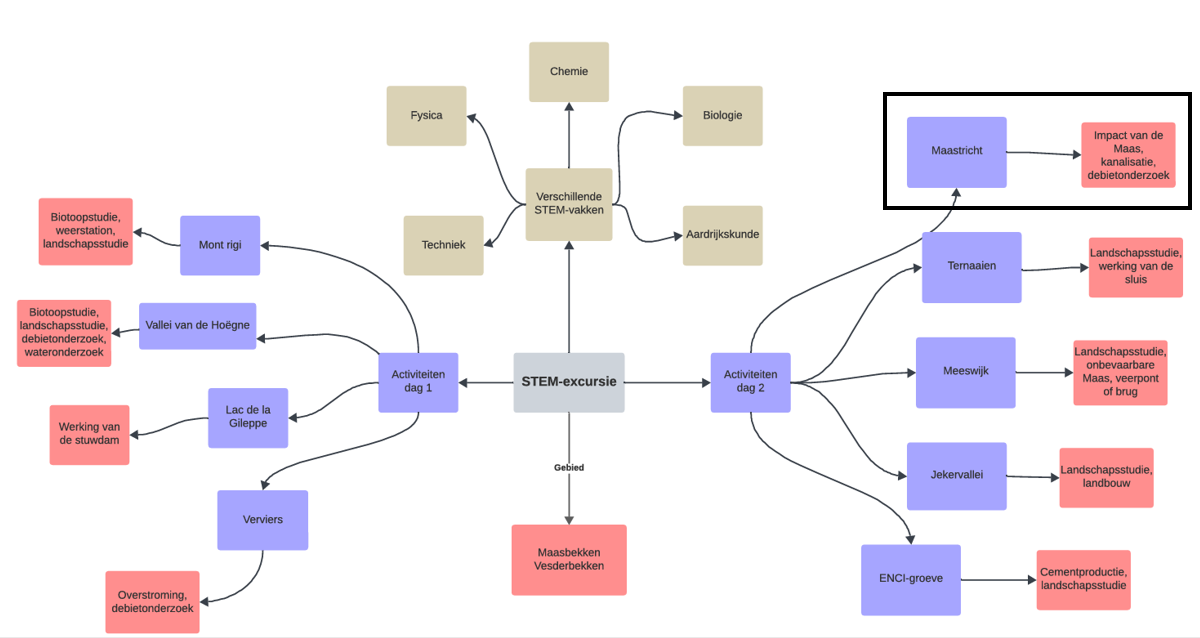 Chemie
Fysica
Biologie
Verschillende
STEM-vakken
Techniek
Aardrijkskunde
Biotoopstudie,
weerstation,
landschapsstudie
Mont rigi
Biotoopstudie,
landschapsstudie,
debietonderzoek,
wateronderzoek
Vallei van de Hoëgne
Werking van
de stuwdam
Lac de la
Gileppe
Activiteiten
dag 1
Verviers
Overstroming,
debietonderzoek
STEM-excursie
Gebied
Maasbekken
Vesderbekken
Activiteiten
dag 2
Maastricht
Impact van de
Maas,
kanalisatie,
debietonderzoek
Ternaaien
Landschapsstudie,
werking van de
sluis
Meeswijk
Landschapsstudie,
onbevaarbare
Maas, veerpont
of brug
Jekervallei
Landschapsstudie,
landbouw
ENCI-groeve
Cementproductie,
landschapsstudie